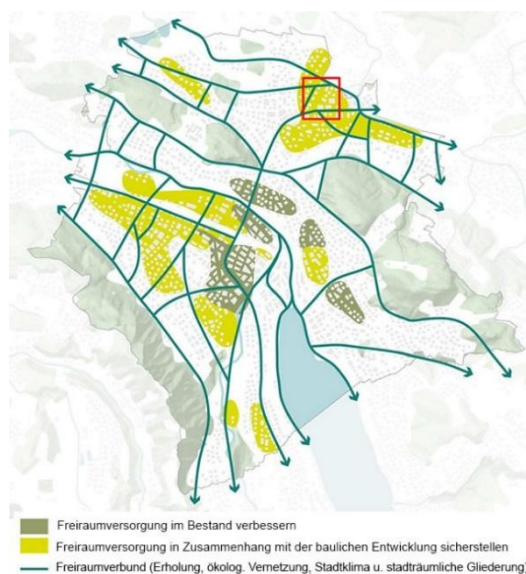 Freiraumversorgung im Bestand verbessern
Freiraumversorgung in Zusammenhang mit der baulichen Entwicklung sicherstellen
Freiraumverbund (Erholung, ökolog. Vernetzung, Stadtklima u. stadträumliche Gliederung)